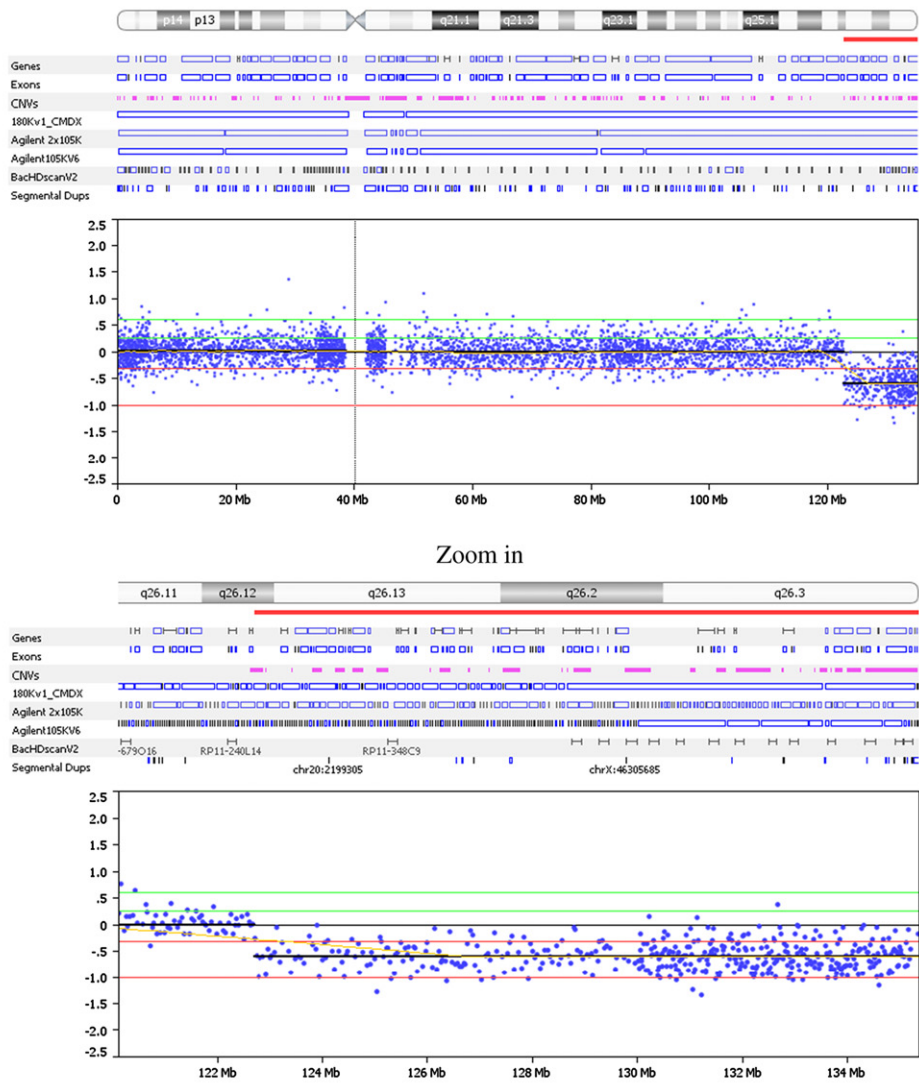 p14 p13 q21.1 q21.3 q23.1 q25.1
Genes
Exons
CNVs
180Kv1_CMDX
Agilent 2x105K
Agilent105KV6
BacHDscanV2
Segmental Dups
2.5
2.0
1.5
1.0
.5
0
-.5
-1.0
-1.5
2.0
-2.5
0 20 Mb 40 Mb 60 Mb 80 Mb 100 Mb 120 Mb
Zoom in
q26.11 q26.12 q26.13 q26.2 q26.3
Genes
Exons
CNVs
180Kv1_CMDX
Agilent 2x105K
Agilent105KV6
BacHDscanV2 -679O16 RP11-240L14 RP11-348C9
Segmental Dups
chr20:2199305 chrX:46305685
2.5
2.0
1.5
1.0
.5
0
-.5
-1.0
-1.5
-2.0
-2.5
122 Mb 124 Mb 126 Mb 128 Mb 130 Mb 132 Mb 134 Mb